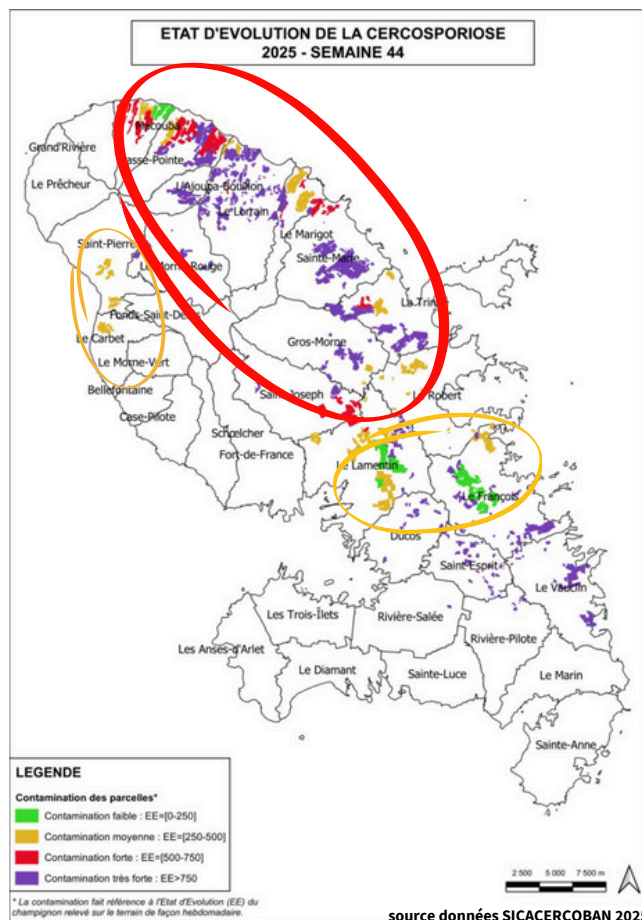 ETAT D'EVOLUTION DE LA CERCOSPORIOSE
2025 - SEMAINE 44
Macouba
Grand'Rivière
Basse-Pointe
Le Prêcheur
L'Ajoupa-Bouillon
Le Lorrain
Le Marigot
Saint-Pierre
Sainte-Marie
Le Morne-Rouge
La Trinité
Fonds-Saint-Denis
Le Carbet
Gros-Morne
Le Morne-Vert
Bellefontaine
Saint-Joseph
Le Robert
Case-Pilote
Schœlcher
Fort-de-France
Le Lamentin
Le François
Ducos
Saint-Esprit
Le Vauclin
Les Trois-Îlets
Rivière-Salée
Rivière-Pilote
Les Anses-d'Arlet
Le Diamant
Sainte-Luce
Le Marin
Sainte-Anne
LEGENDE
Contamination des parcelles*
Contamination faible : EE=[0-250]
Contamination moyenne : EE=[250-500]
Contamination forte : EE=[500-750]
Contamination très forte : EE>750
* La contamination fait référence à l'Etat d'Evolution (EE) du
champignon relevé sur le terrain de façon hebdomadaire.
2 500 5 000 7 500 m
source données SICACERCOBAN 202